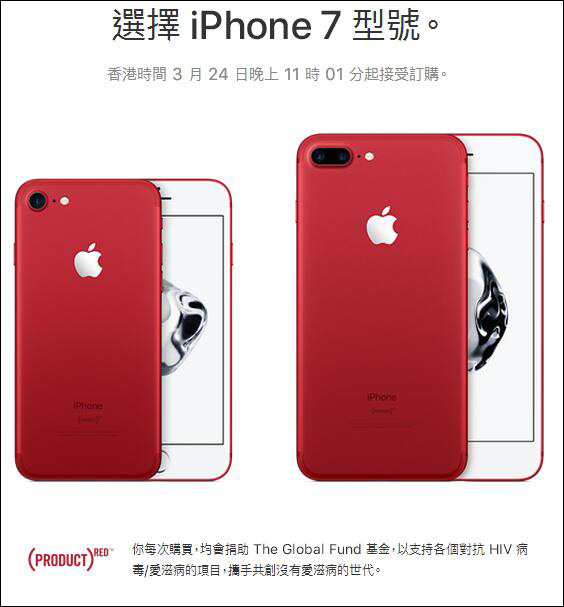 選擇 iPhone 7 型號。
香港時間 3 月 24 日晚上 11 時 01 分起接受訂購。
iPhone
iPhone
(PRODUCT)RED™
你每次購買,均會捐助 The Global Fund 基金,以支持各個對抗 HIV 病
毒/愛滋病的項目,攜手共創沒有愛滋病的世代。